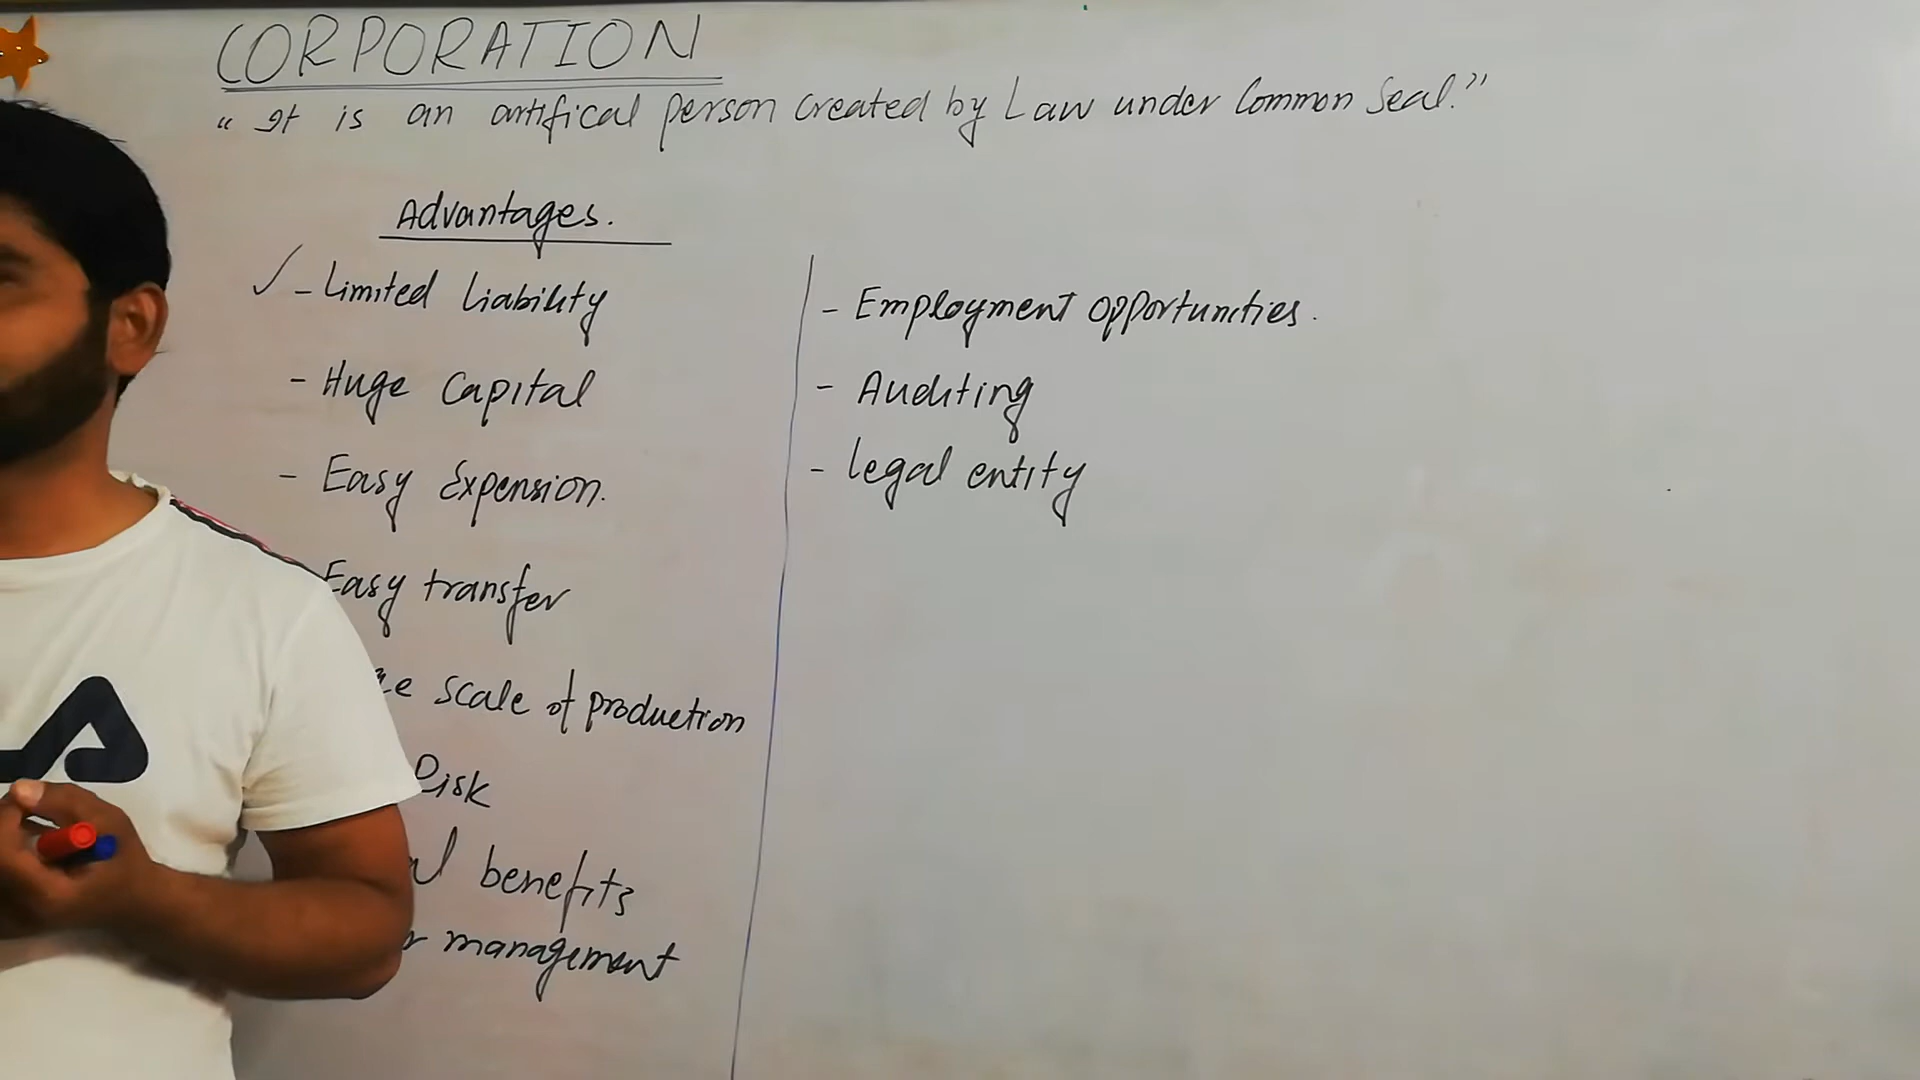 CORPORATION
" It is an artifical person created by Law under Common Seal."
Advantages.
- Limited Liability
- Huge Capital
- Easy Expension.
Easy transfer
scale of production
Risk
benefits
management
- Employment opportunities.
- Auditing
- legal entity